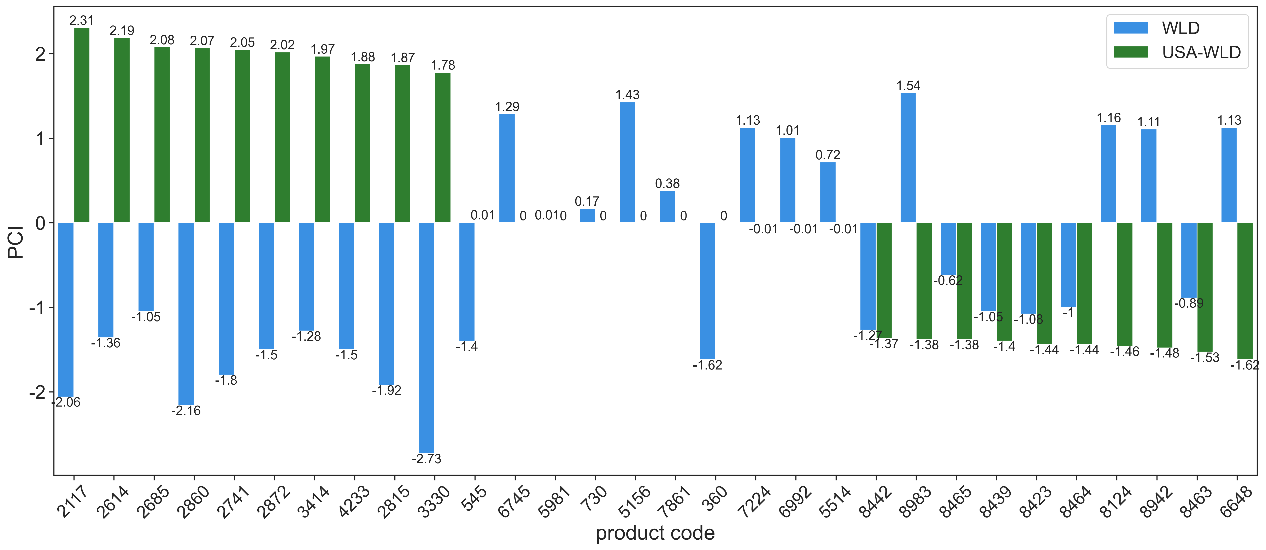 WLD
USA-WLD
2.31 2.19 2.08 2.07 2.05 2.02 1.97 1.88 1.87 1.78
1.29 1.43 1.13 1.01 0.72 1.54 1.16 1.11 1.13
0.01 0 0.01 0 0.17 0 0 0.38 0 0
-0.01 -0.01 -0.01
-2.06 -1.36 -1.05 -2.16 -1.8 -1.5 -1.28 -1.5 -1.92 -2.73 -1.4 -1.62
-1.27 -1.37 -1.38 -0.62 -1.38 -1.05 -1.4 -1.08 -1.44 -1 -1.44 -1.46 -1.48 -0.89 -1.53 -1.62
2
1
0
-1
-2
PCI
2117 2614 2685 2860 2741 2872 3414 4233 2815 3330 545 6745 5981 730 5156 7861 360 7224 6992 5514 8442 8983 8465 8439 8423 8464 8124 8942 8463 6648
product code